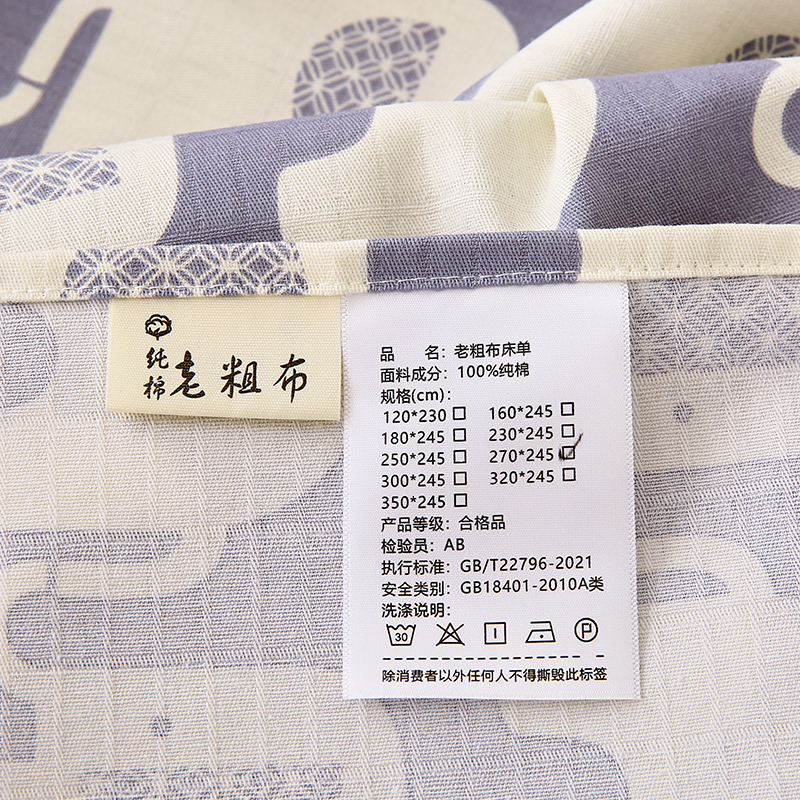 纯棉 老粗布
品 名：老粗布床单
面料成分：100%纯棉
规格(cm)：
120*230 □ 160*245 □
180*245 □ 230*245 □
250*245 □ 270*245 ☑
300*245 □ 320*245 □
350*245 □
产品等级：合格品
检验员：AB
执行标准：GB/T22796-2021
安全类别：GB18401-2010A类
洗涤说明：
30 P
除消费者以外任何人不得撕毁此标签